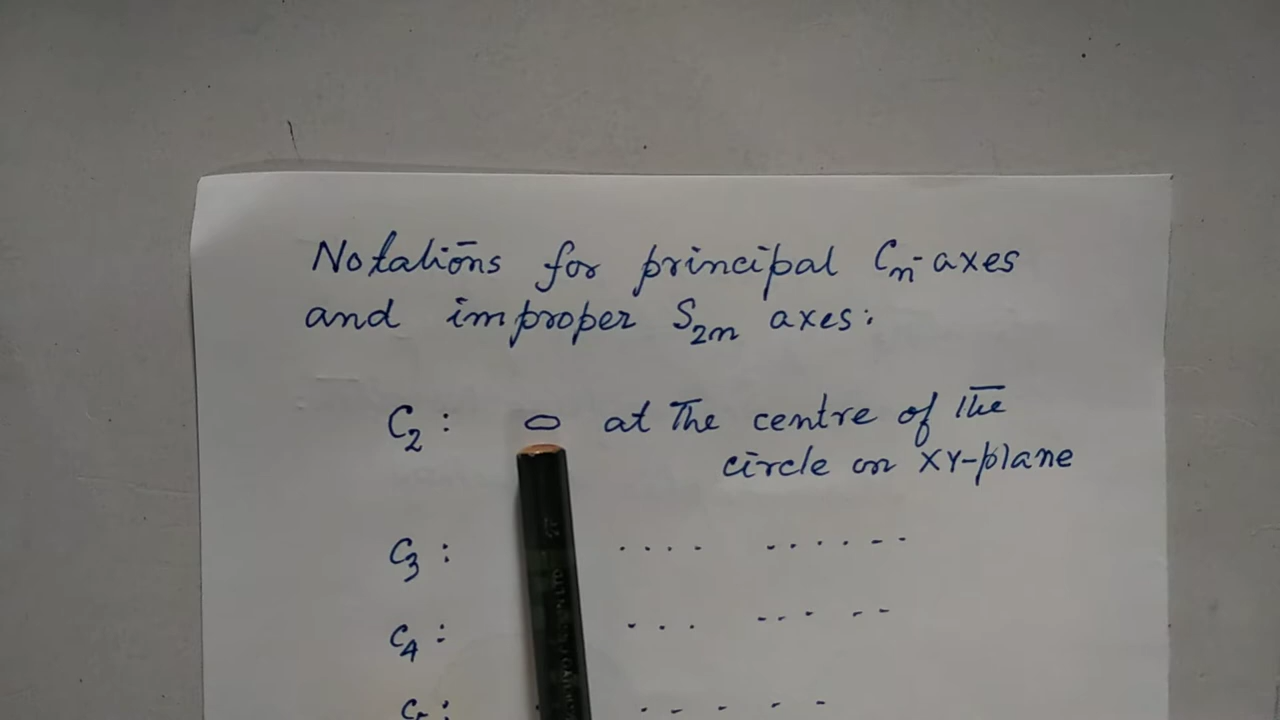 Notations for principal Cn-axes
and improper S2n axes:
C2: ⬭ at the centre of the
circle on XY-plane
C3: .... ......
C4: ... ... --